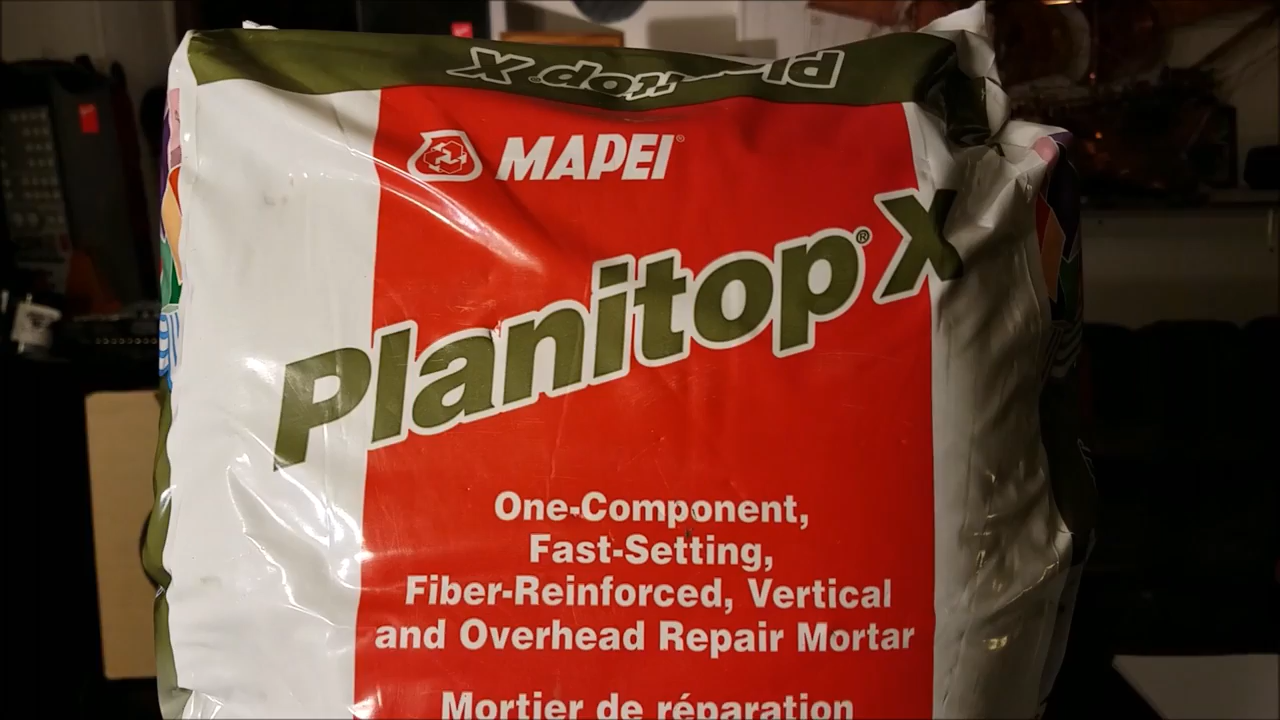 Planitop X
MAPEI®
Planitop® X
One-Component,
Fast-Setting,
Fiber-Reinforced, Vertical
and Overhead Repair Mortar
Mortier de réparation